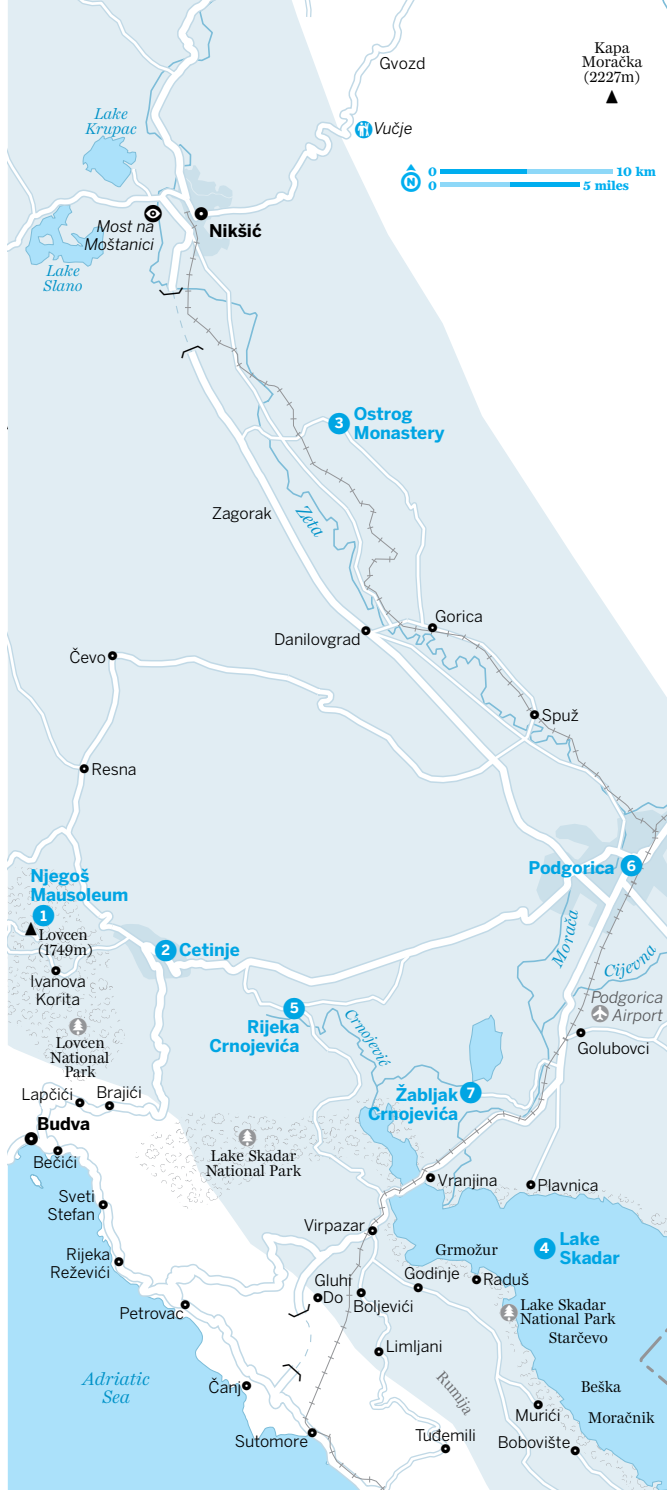 Kapa
Moračka
(2227m)
Gvozd
Vučje
Lake
Krupac
0
10 km
N
0
5 miles
Most na
Moštanici
Nikšić
Lake
Slano
3
Ostrog
Monastery
Zagorak
Zeta
Gorica
Danilovgrad
Čevo
Spuž
Resna
Podgorica
6
Njegoš
Mausoleum
1
Lovcen
(1749m)
2
Cetinje
Morača
Cijevna
Ivanova
Korita
Podgorica
Airport
5
Rijeka
Crnojevića
Crnojević
Golubovci
Lovcen
National
Park
Lapčići
Brajići
Žabljak
Crnojevića
7
Budva
Bečići
Lake Skadar
National Park
Vranjina
Plavnica
Sveti
Stefan
Virpazar
Grmožur
4
Lake
Skadar
Rijeka
Reževići
Gluhi
Do
Godinje
Raduš
Boljevići
Petrovac
Lake Skadar
National Park
Starčevo
Limljani
Adriatic
Sea
Čanj
Rumija
Beška
Murići
Moračnik
Sutomore
Tuđemili
Bobovište